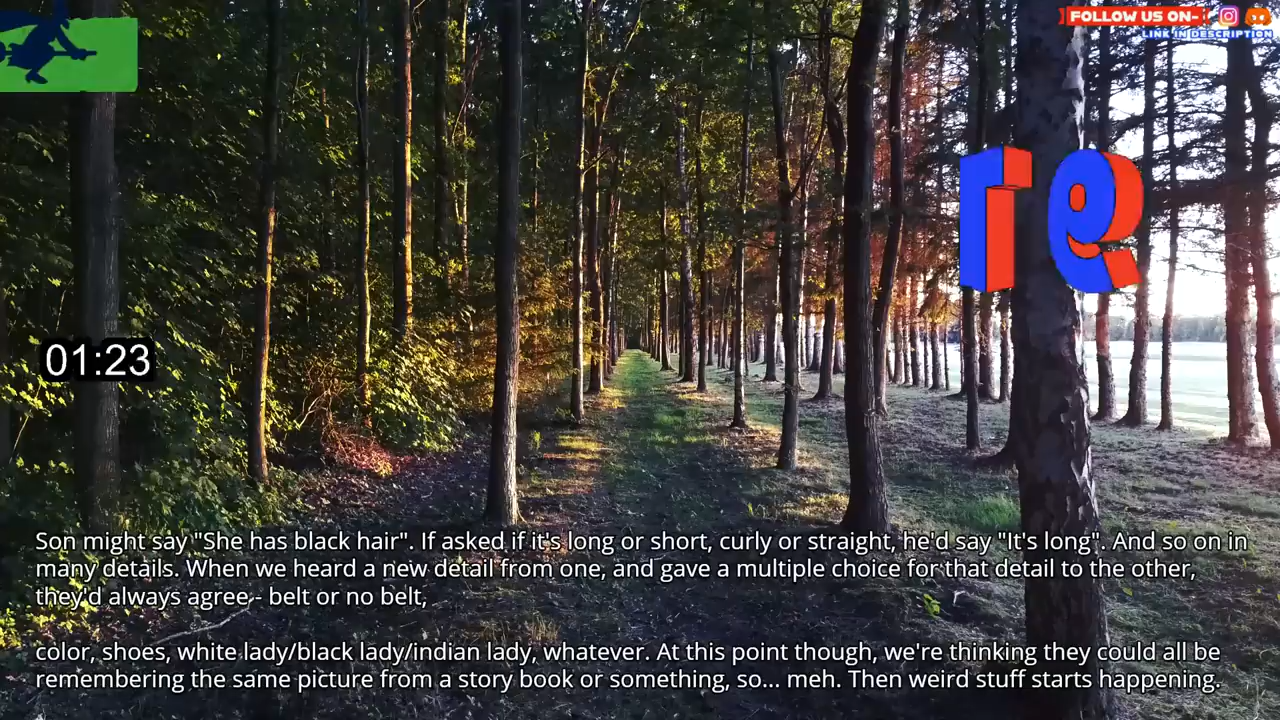 FOLLOW US ON-
LINK IN DESCRIPTION
01:23
Son might say "She has black hair". If asked if it's long or short, curly or straight, he'd say "It's long". And so on in
many details. When we heard a new detail from one, and gave a multiple choice for that detail to the other,
they'd always agree - belt or no belt,
color, shoes, white lady/black lady/indian lady, whatever. At this point though, we're thinking they could all be
remembering the same picture from a story book or something, so... meh. Then weird stuff starts happening.